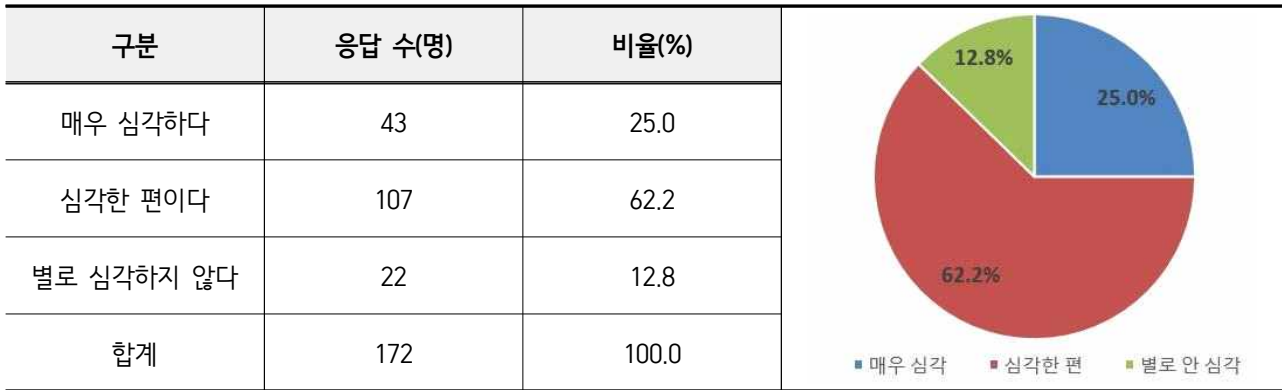 구분 응답 수(명) 비율(%)
매우 심각하다 43 25.0
심각한 편이다 107 62.2
별로 심각하지 않다 22 12.8
합계 172 100.0
12.8%
25.0%
62.2%
매우 심각 심각한 편 별로 안 심각